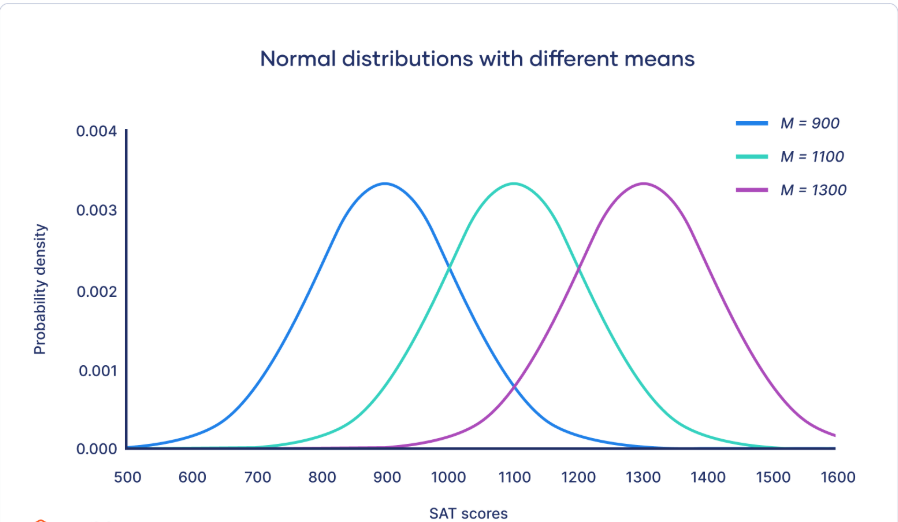 Normal distributions with different means
M = 900
M = 1100
M = 1300
Probability density
0.004
0.003
0.002
0.001
0.000
500 600 700 800 900 1000 1100 1200 1300 1400 1500 1600
SAT scores